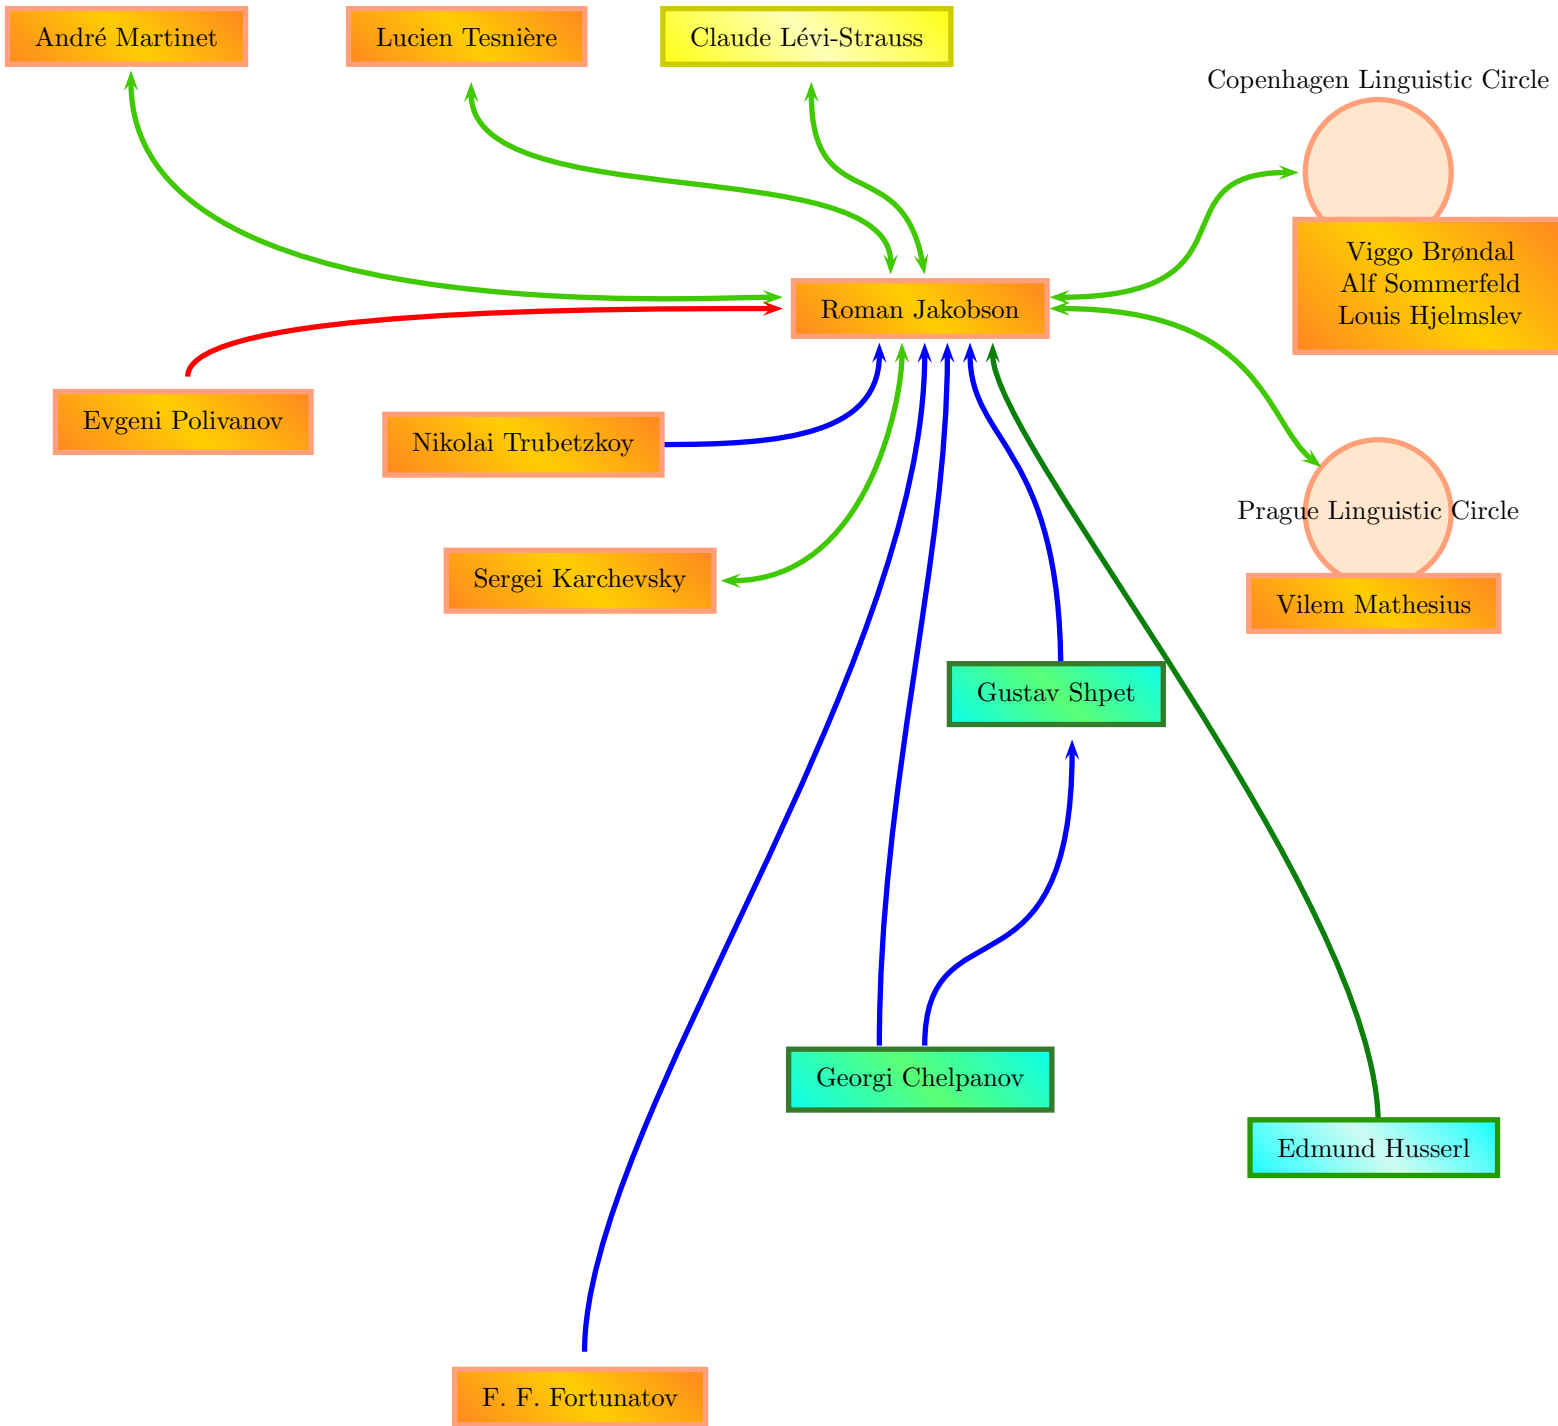 André Martinet
Lucien Tesnière
Claude Lévi-Strauss
Copenhagen Linguistic Circle
Viggo Brøndal
Alf Sommerfeld
Louis Hjelmslev
Roman Jakobson
Evgeni Polivanov
Nikolai Trubetzkoy
Prague Linguistic Circle
Sergei Karchevsky
Vilem Mathesius
Gustav Shpet
Georgi Chelpanov
Edmund Husserl
F. F. Fortunatov